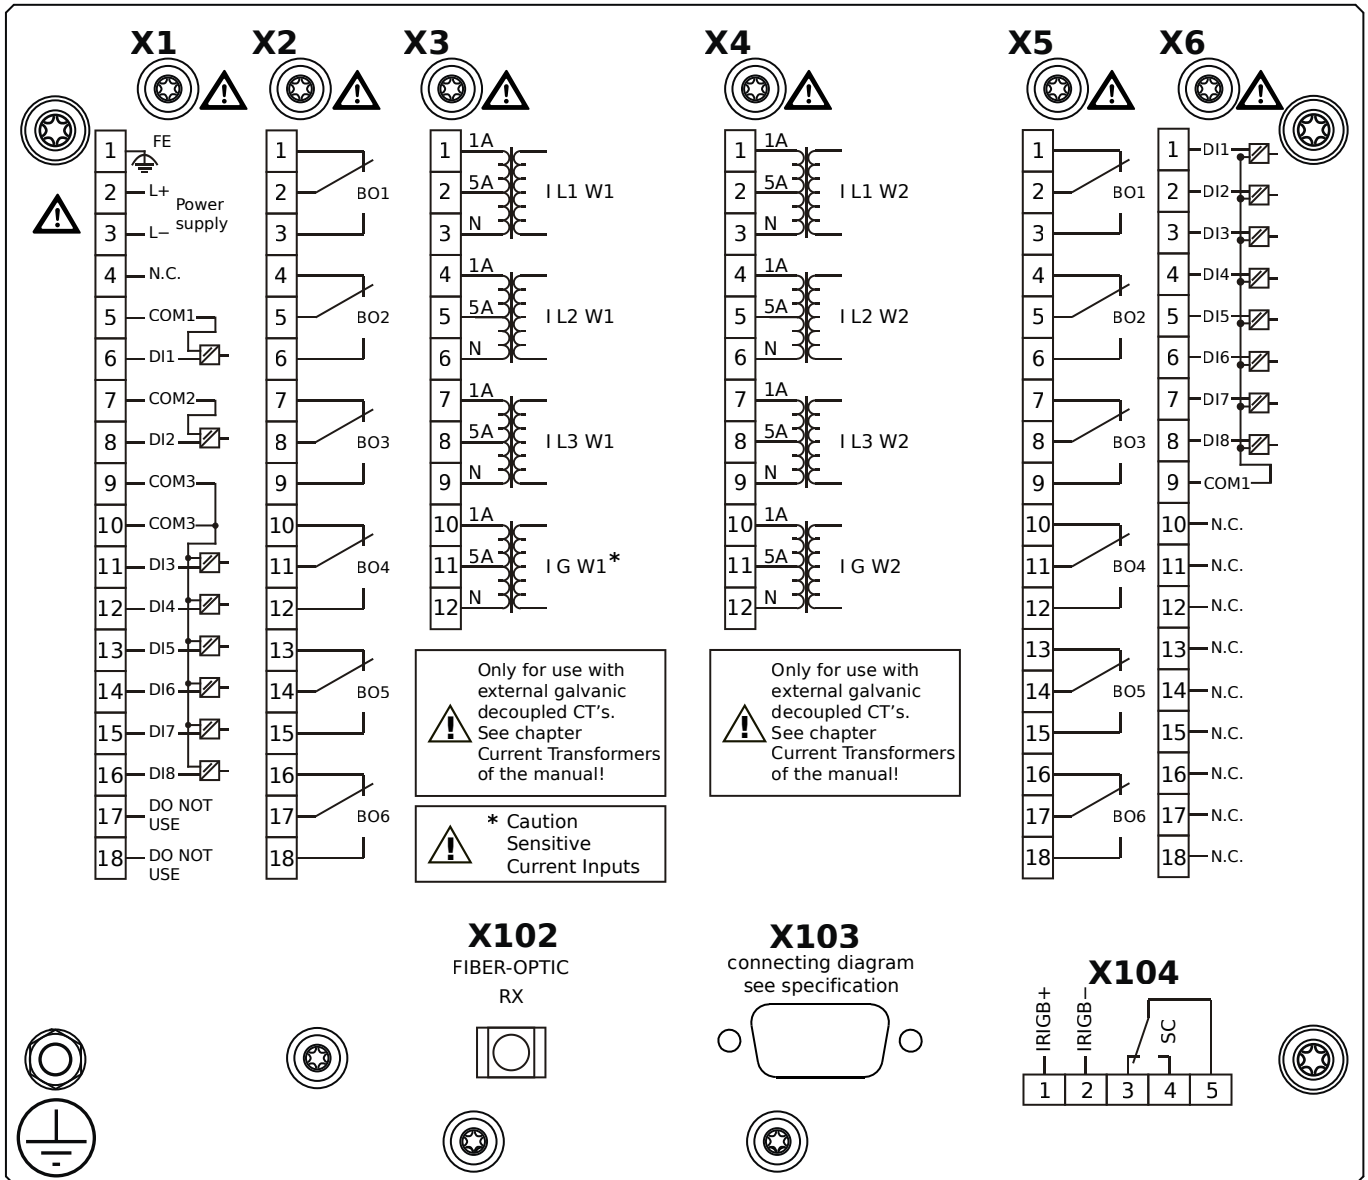 X1 X2 X3 X4 X5 X6
1 FE
2 L+
Power
supply
3 L−
4 N.C.
5 COM1
6 DI1
7 COM2
8 DI2
9 COM3
10 COM3
11 DI3
12 DI4
13 DI5
14 DI6
15 DI7
16 DI8
17 DO NOT
USE
18 DO NOT
USE
1
2 BO1
3
4
5 BO2
6
7
8 BO3
9
10
11 BO4
12
13
14 BO5
15
16
17 BO6
18
1 1A
2 5A I L1 W1
3 N
4 1A
5 5A I L2 W1
6 N
7 1A
8 5A I L3 W1
9 N
10 1A
11 5A I G W1*
12 N
Only for use with
external galvanic
decoupled CT's.
See chapter
Current Transformers
of the manual!
* Caution
Sensitive
Current Inputs
1 1A
2 5A I L1 W2
3 N
4 1A
5 5A I L2 W2
6 N
7 1A
8 5A I L3 W2
9 N
10 1A
11 5A I G W2
12 N
Only for use with
external galvanic
decoupled CT's.
See chapter
Current Transformers
of the manual!
1
2 BO1
3
4
5 BO2
6
7
8 BO3
9
10
11 BO4
12
13
14 BO5
15
16
17 BO6
18
1 DI1
2 DI2
3 DI3
4 DI4
5 DI5
6 DI6
7 DI7
8 DI8
9 COM1
10 N.C.
11 N.C.
12 N.C.
13 N.C.
14 N.C.
15 N.C.
16 N.C.
17 N.C.
18 N.C.
X102
FIBER-OPTIC
RX
X103
connecting diagram
see specification
X104
IRIGB+
IRIGB−
SC
1 2 3 4 5